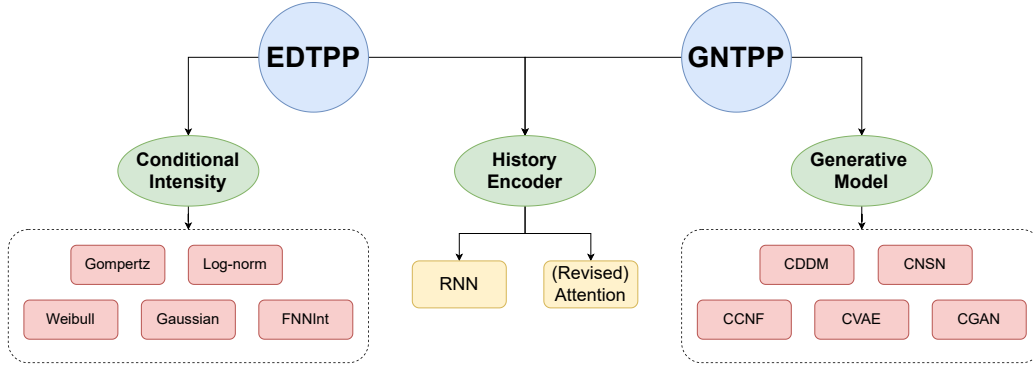 EDTPP
GNTPP
Conditional
Intensity
History
Encoder
Generative
Model
Gompertz
Log-norm
Weibull
Gaussian
FNNInt
RNN
(Revised)
Attention
CDDM
CNSN
CCNF
CVAE
CGAN